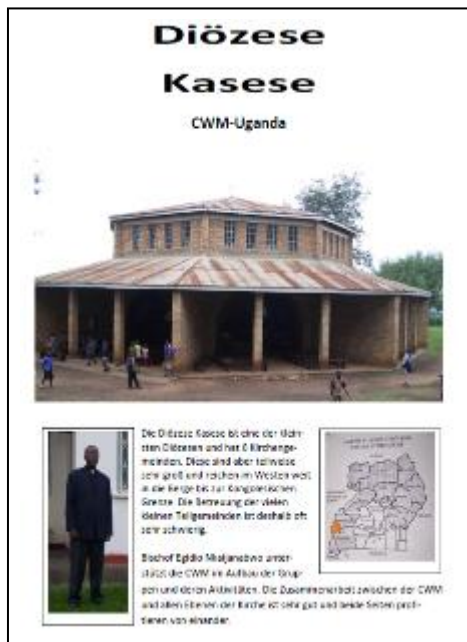 Diözese
Kasese
CWM-Uganda
Die Diözese Kasese ist eine der klein-
sten Diözesen und hat 6 Kirchenge-
meinden. Diese sind aber teilweise
sehr groß und reichen im Westen weit
in die Berge bis zur Kongolesischen
Grenze. Die Betreuung der vielen
kleinen Teilgemeinden ist deshalb oft
sehr schwierig.
Bischof Egidio Nkaijanabwo unter-
stützt die CWM im Aufbau der Grup-
pen und deren Aktivitäten. Die Zusammenarbeit zwischen der CWM
und allen Ebenen der Kirche ist sehr gut und beide Seiten profi-
tieren von einander.